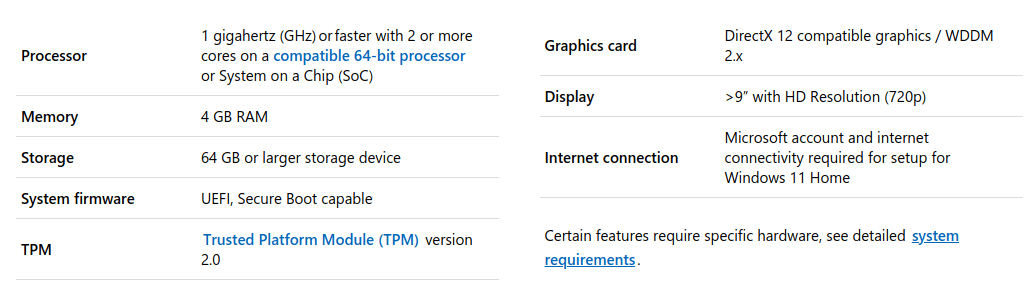 Processor
1 gigahertz (GHz) or faster with 2 or more
cores on a compatible 64-bit processor
or System on a Chip (SoC)
Memory
4 GB RAM
Storage
64 GB or larger storage device
System firmware
UEFI, Secure Boot capable
TPM
Trusted Platform Module (TPM) version
2.0
Graphics card
DirectX 12 compatible graphics / WDDM
2.x
Display
>9” with HD Resolution (720p)
Internet connection
Microsoft account and internet
connectivity required for setup for
Windows 11 Home
Certain features require specific hardware, see detailed system
requirements.